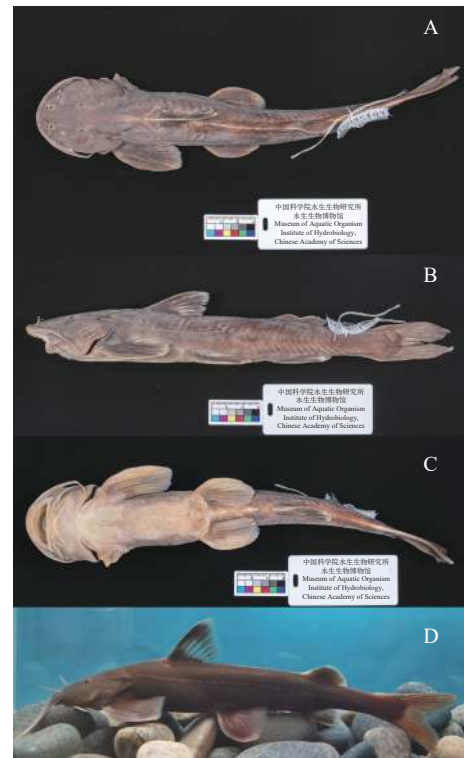 A
中国科学院水生生物研究所
水生生物博物馆
Museum of Aquatic Organism
Institute of Hydrobiology,
Chinese Academy of Sciences
B
中国科学院水生生物研究所
水生生物博物馆
Museum of Aquatic Organism
Institute of Hydrobiology,
Chinese Academy of Sciences
C
中国科学院水生生物研究所
水生生物博物馆
Museum of Aquatic Organism
Institute of Hydrobiology,
Chinese Academy of Sciences
D